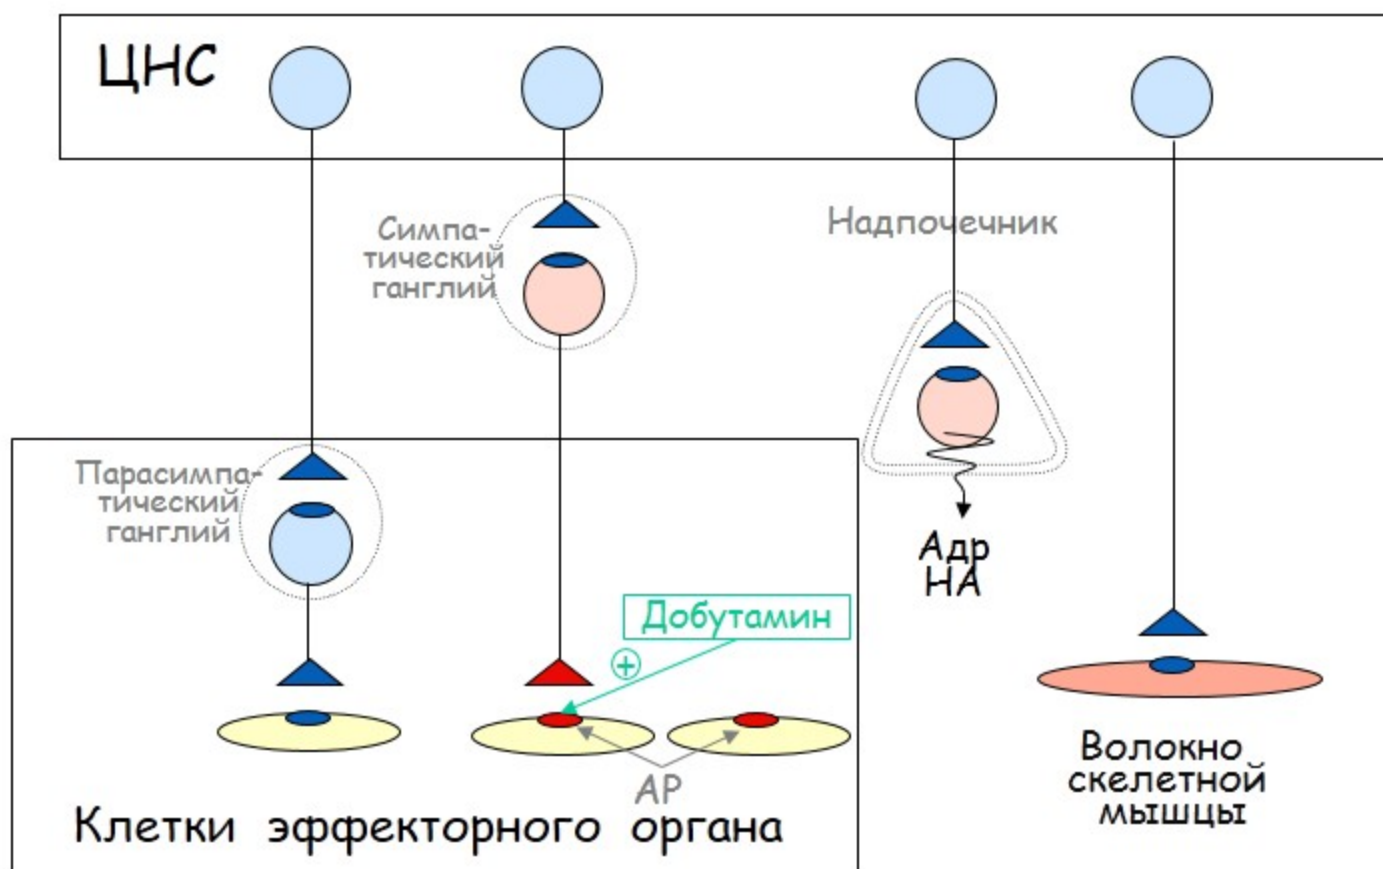 ЦНС
Симпа-
тический
ганглий
Надпочечник
Парасимпа-
тический
ганглий
Адр
НА
Добутамин
+
АР
Клетки эффекторного органа
Волокно
скелетной
мышцы